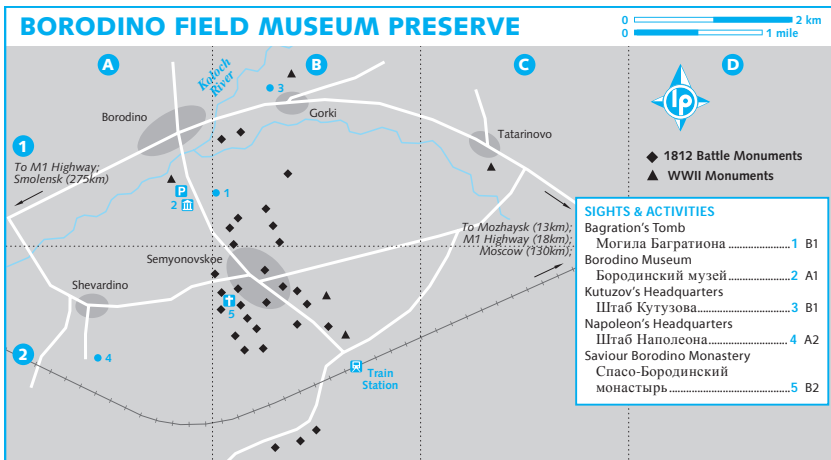 BORODINO FIELD MUSEUM PRESERVE
0 2 km
0 1 mile
A
B
C
D
Koloch
River
3
Borodino
Gorki
lp
Tatarinovo
1
To M1 Highway;
Smolensk (275km)
1812 Battle Monuments
WWII Monuments
P
1
2
To Mozhaysk (13km);
M1 Highway (18km);
Moscow (130km)
Semyonovskoe
Shevardino
5
2
4
Train
Station
SIGHTS & ACTIVITIES
Bagration's Tomb
Могила Багратиона ....................... 1 B1
Borodino Museum
Бородинский музей ..................... 2 A1
Kutuzov's Headquarters
Штаб Кутузова .............................. 3 B1
Napoleon's Headquarters
Штаб Наполеона ........................... 4 A2
Saviour Borodino Monastery
Спасо-Бородинский
монастырь ..................................... 5 B2